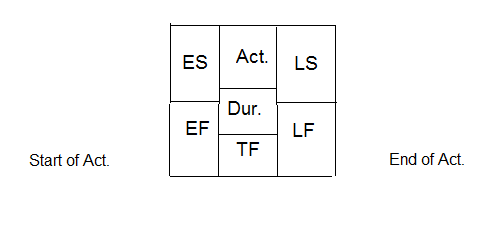 ES Act. LS
Dur.
EF LF
TF
Start of Act. End of Act.